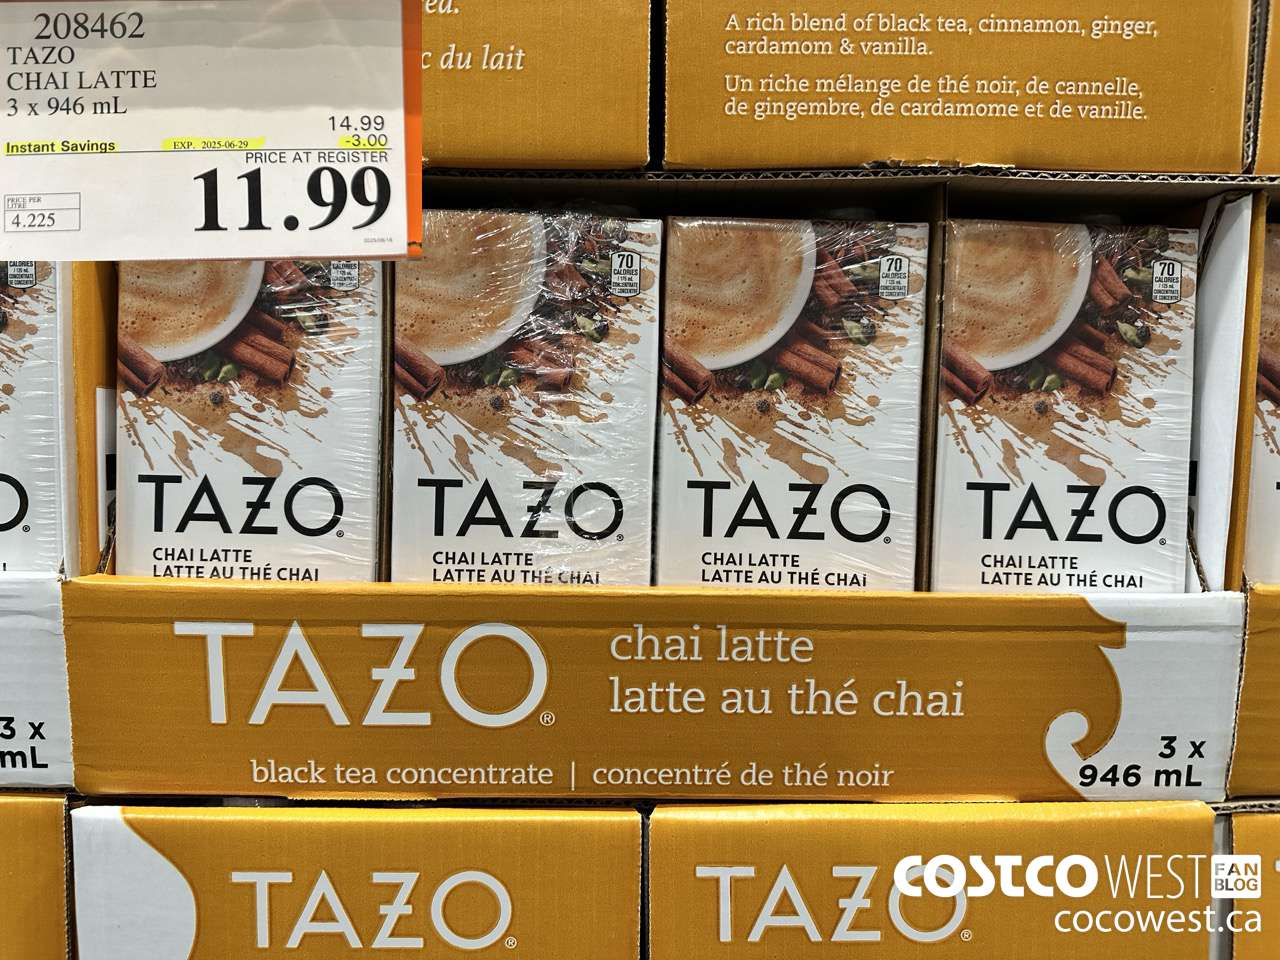 208462
TAZO
CHAI LATTE
3 x 946 mL
14.99
Instant Savings EXP. 2025-06-29 -3.00
PRICE AT REGISTER
11.99
PRICE PER
LITRE
4.225
c du lait
A rich blend of black tea, cinnamon, ginger,
cardamom & vanilla.
Un riche mélange de thé noir, de cannelle,
de gingembre, de cardamome et de vanille.
70
CALORIES
70
CALORIES
70
CALORIES
TAZO®
CHAI LATTE
LATTE AU THÉ CHAI
TAZO®
CHAI LATTE
LATTE AU THÉ CHAI
TAZO®
CHAI LATTE
LATTE AU THÉ CHAI
TAZO®
CHAI LATTE
LATTE AU THÉ CHAI
3 x
mL
TAZO®
chai latte
latte au thé chai
black tea concentrate | concentré de thé noir
3 x
946 mL
TAZO®
TAZO®
COSTCO WEST FAN BLOG
cocowest.ca